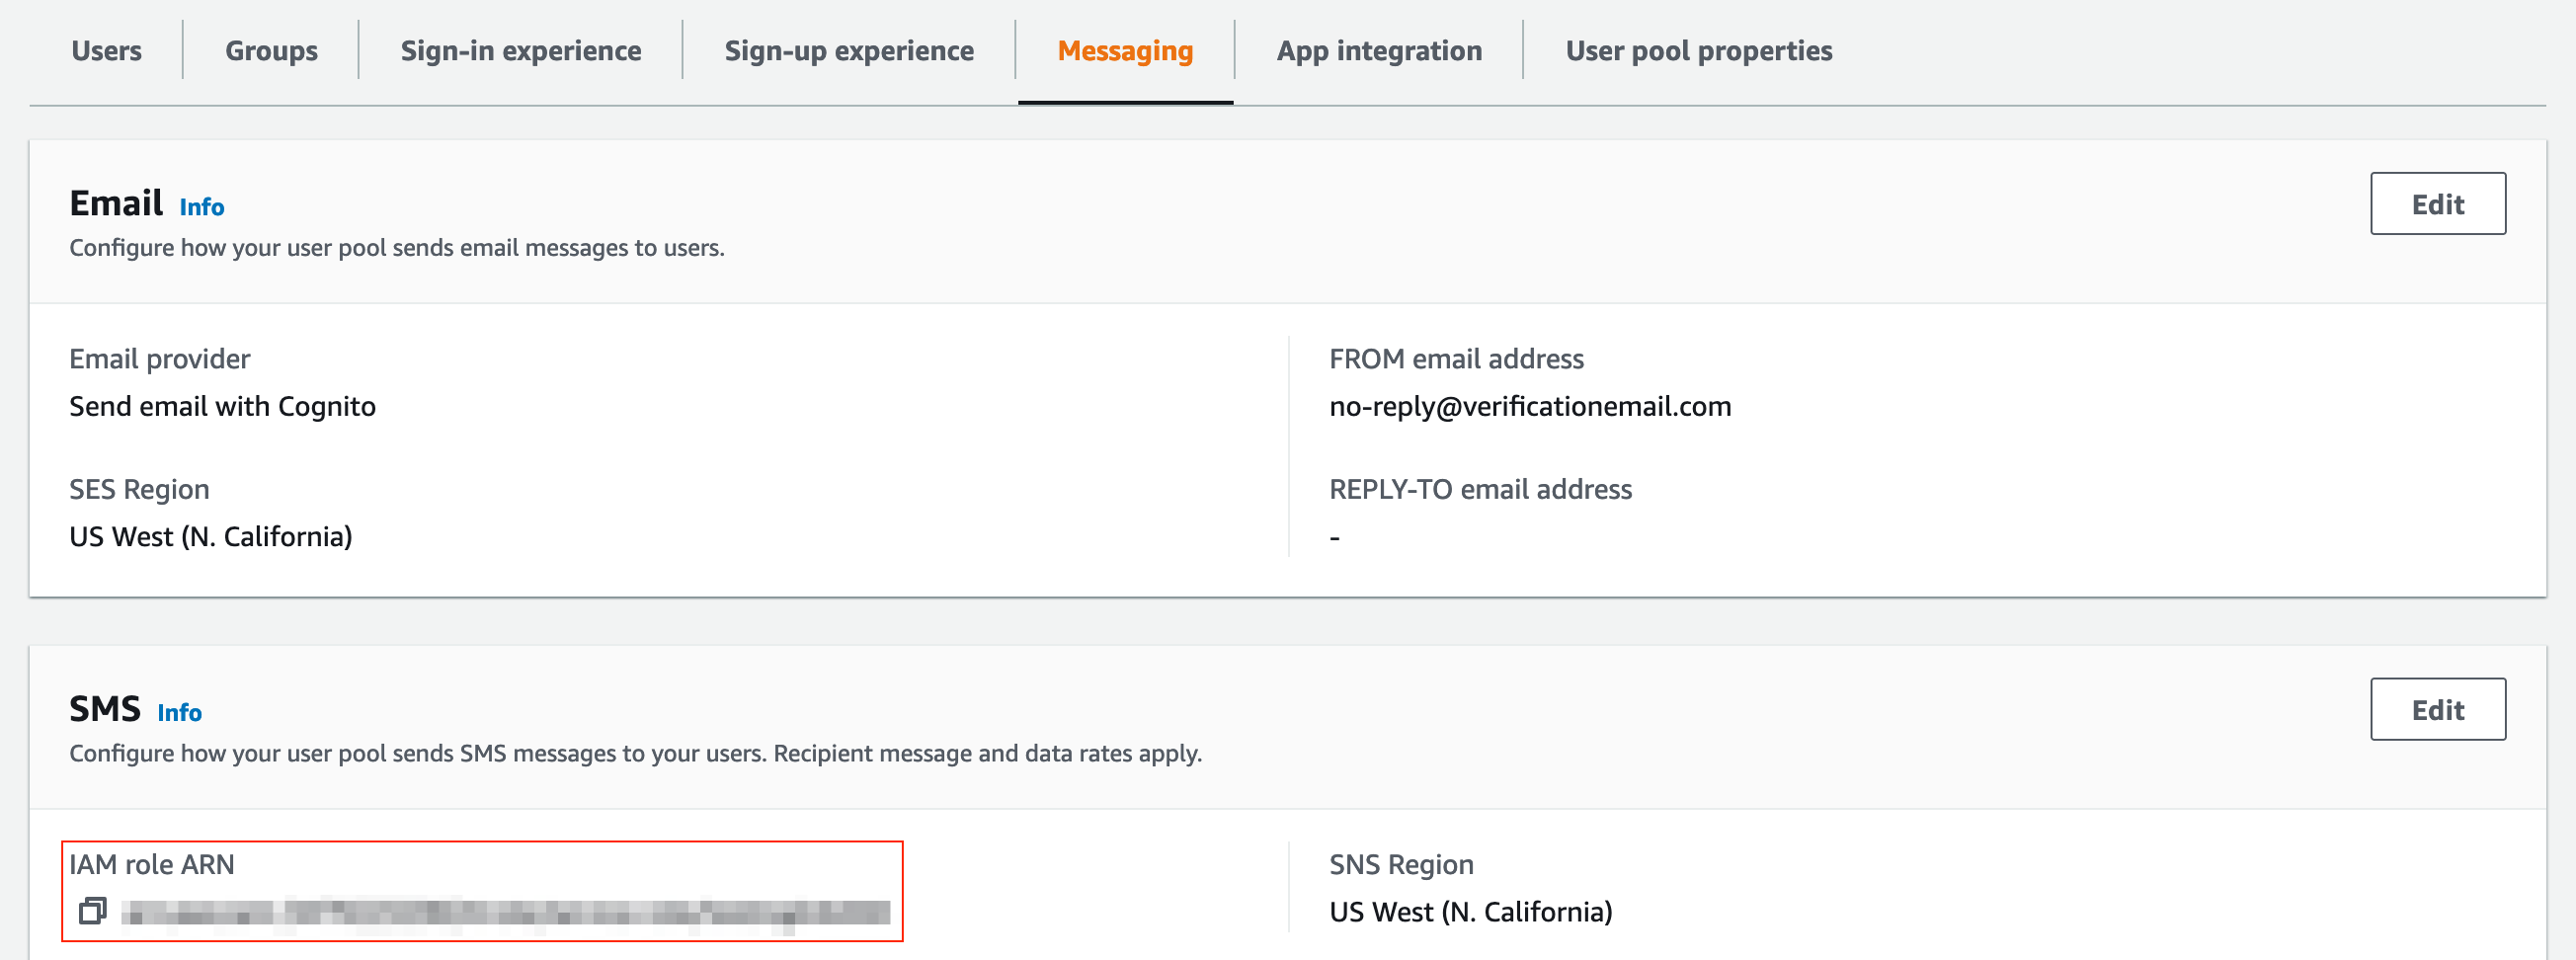 Users Groups Sign-in experience Sign-up experience Messaging App integration User pool properties
Email Info
Edit
Configure how your user pool sends email messages to users.
Email provider
Send email with Cognito
FROM email address
no-reply@verificationemail.com
SES Region
US West (N. California)
REPLY-TO email address
-
SMS Info
Edit
Configure how your user pool sends SMS messages to your users. Recipient message and data rates apply.
IAM role ARN
SNS Region
US West (N. California)